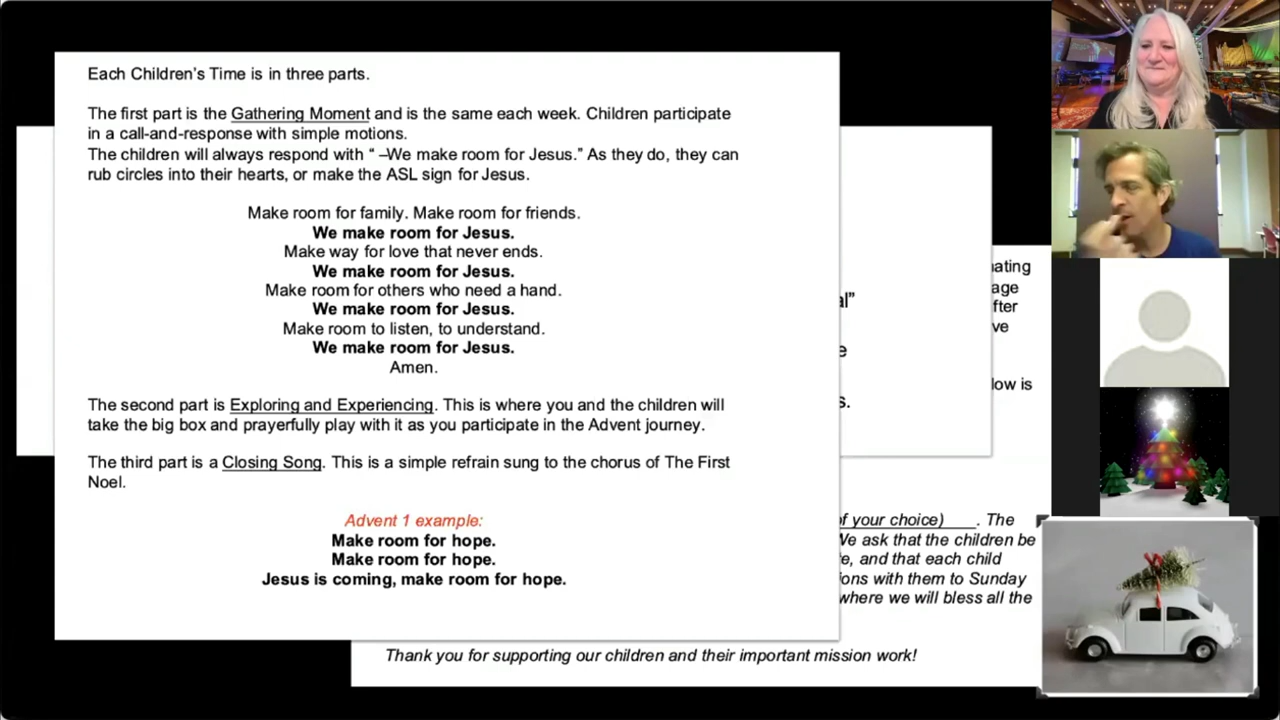 Each Children's Time is in three parts.
The first part is the Gathering Moment and is the same each week. Children participate
in a call-and-response with simple motions.
The children will always respond with “ –We make room for Jesus.” As they do, they can
rub circles into their hearts, or make the ASL sign for Jesus.
Make room for family. Make room for friends.
We make room for Jesus.
Make way for love that never ends.
We make room for Jesus.
Make room for others who need a hand.
We make room for Jesus.
Make room to listen, to understand.
We make room for Jesus.
Amen.
The second part is Exploring and Experiencing. This is where you and the children will
take the big box and prayerfully play with it as you participate in the Advent journey.
The third part is a Closing Song. This is a simple refrain sung to the chorus of The First
Noel.
Advent 1 example:
Make room for hope.
Make room for hope.
Jesus is coming, make room for hope.
al”
e
s.
ating
age
fter
ve
low is
of your choice)____. The
We ask that the children be
e, and that each child
ions with them to Sunday
where we will bless all the
Thank you for supporting our children and their important mission work!